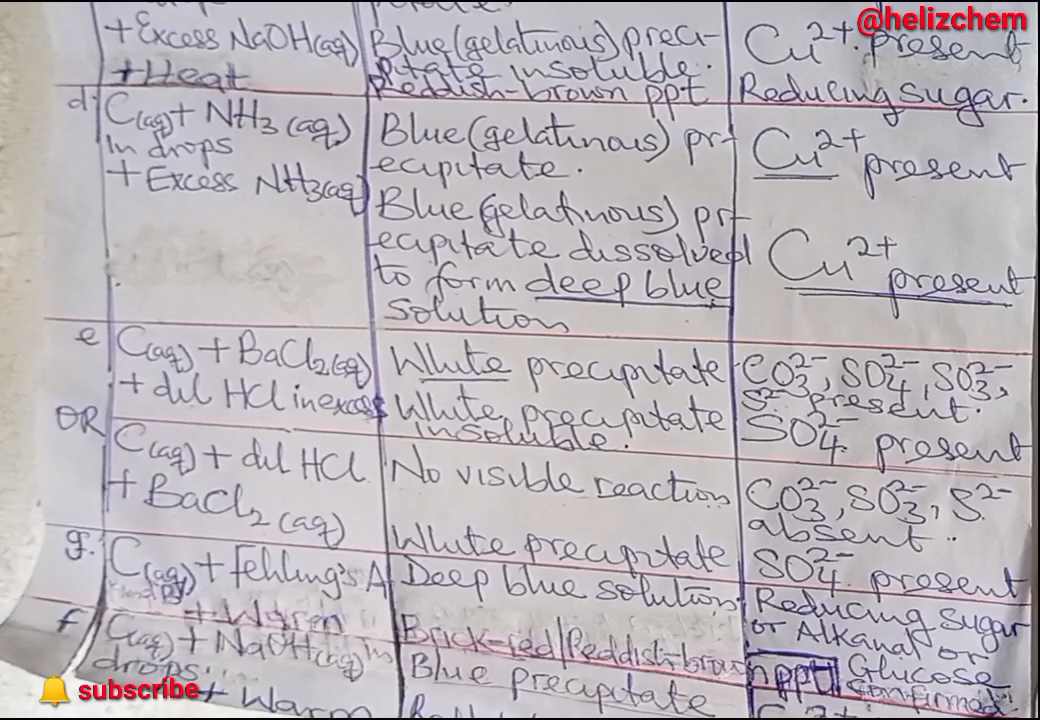 @helizchem
+Excess NaOH(aq) Blue (gelatinous) preci- Cu²⁺ present
+Heat pitate insoluble.
Reddish-brown ppt Reducing sugar.
d. C(aq) + NH3(aq) Blue (gelatinous) pr- Cu²⁺ present
In drops ecipitate.
+ Excess NH3(aq)
Blue (gelatinous) pr-
ecipitate dissolved Cu²⁺ present
to form deep blue
solution
e C(aq) + BaCl2(aq) White precipitate CO3²⁻, SO4²⁻, SO3²⁻,
S²⁻ present.
+ dil HCl in excess White precipitate SO4²⁻ present
insoluble.
OR
C(aq) + dil HCl No visible reaction CO3²⁻, SO3²⁻, S²⁻
absent.
+ BaCl2(aq) White precipitate SO4²⁻ present
g. C(aq) + Fehling's A Deep blue solution Reducing sugar
and B + Warm or Alkanal or
Brick-red/Reddish-brown ppt Glucose confirmed.
f C(aq) + NaOH(aq) in Blue precipitate
drops
+ Warm
subscribe